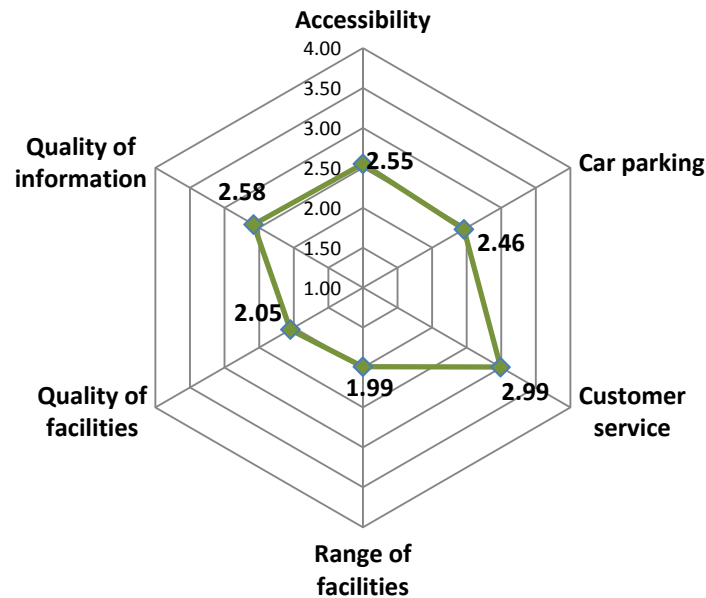 Accessibility
4.00
3.50
3.00
2.50
2.00
1.50
1.00
2.55
Car parking
2.46
Customer
service
2.99
Range of
facilities
1.99
Quality of
facilities
2.05
Quality of
information
2.58